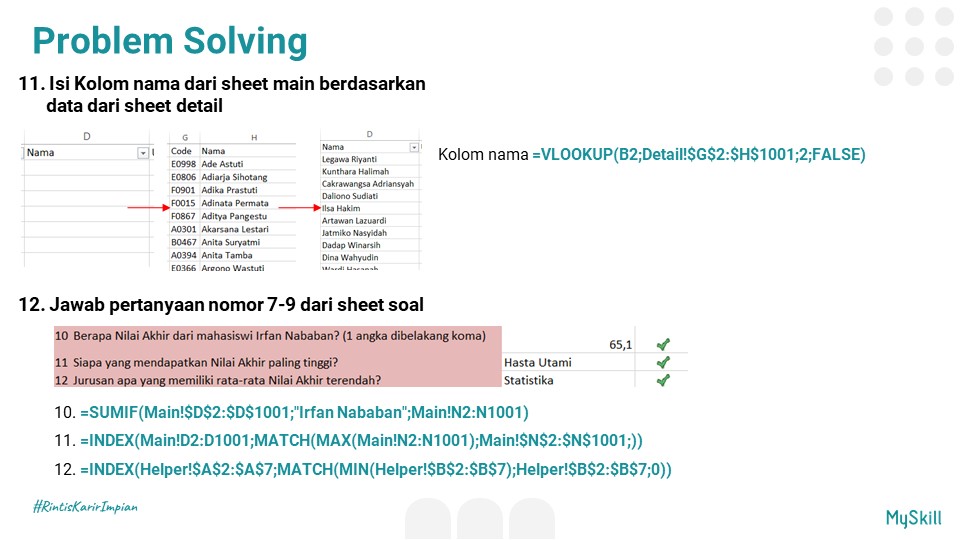 Problem Solving
11. Isi Kolom nama dari sheet main berdasarkan
data dari sheet detail
D
Nama
G H
Code Nama
E0998 Ade Astuti
E0806 Adiarja Sihotang
F0901 Adika Prastuti
F0015 Adinata Permata
F0867 Aditya Pangestu
A0301 Akarsana Lestari
B0467 Anita Suryatmi
A0394 Anita Tamba
E0366 Argono Wastuti
D
Nama
Legawa Riyanti
Kunthara Halimah
Cakrawangsa Adriansyah
Daliono Sudiati
Ilsa Hakim
Artawan Lazuardi
Jatmiko Nasyidah
Dadap Winarsih
Dina Wahyudin
Wardi Hasanah
Kolom nama =VLOOKUP(B2;Detail!$G$2:$H$1001;2;FALSE)
12. Jawab pertanyaan nomor 7-9 dari sheet soal
10 Berapa Nilai Akhir dari mahasiswi Irfan Nababan? (1 angka dibelakang koma) 65,1
11 Siapa yang mendapatkan Nilai Akhir paling tinggi? Hasta Utami
12 Jurusan apa yang memiliki rata-rata Nilai Akhir terendah? Statistika
10. =SUMIF(Main!$D$2:$D$1001;"Irfan Nababan";Main!N2:N1001)
11. =INDEX(Main!D2:D1001;MATCH(MAX(Main!N2:N1001);Main!$N$2:$N$1001;))
12. =INDEX(Helper!$A$2:$A$7;MATCH(MIN(Helper!$B$2:$B$7);Helper!$B$2:$B$7;0))
#RintisKarirImpian
MySkill